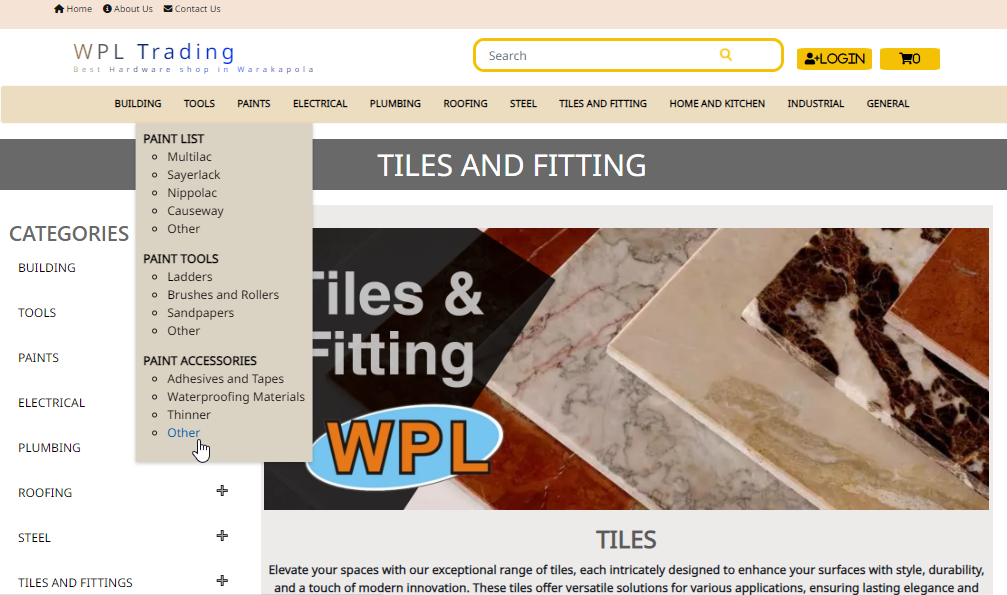 Home About Us Contact Us
WPL Trading
Best Hardware shop in Warakapola
Search
LOGIN
0
BUILDING TOOLS PAINTS ELECTRICAL PLUMBING ROOFING STEEL TILES AND FITTING HOME AND KITCHEN INDUSTRIAL GENERAL
PAINT LIST
Multilac
Sayerlack
Nippolac
Causeway
Other
PAINT TOOLS
Ladders
Brushes and Rollers
Sandpapers
Other
PAINT ACCESSORIES
Adhesives and Tapes
Waterproofing Materials
Thinner
Other
TILES AND FITTING
CATEGORIES
BUILDING
TOOLS
PAINTS
ELECTRICAL
PLUMBING
ROOFING
STEEL
TILES AND FITTINGS
Tiles &
Fitting
WPL
TILES
Elevate your spaces with our exceptional range of tiles, each intricately designed to enhance your surfaces with style, durability,
and a touch of modern innovation. These tiles offer versatile solutions for various applications, ensuring lasting elegance and